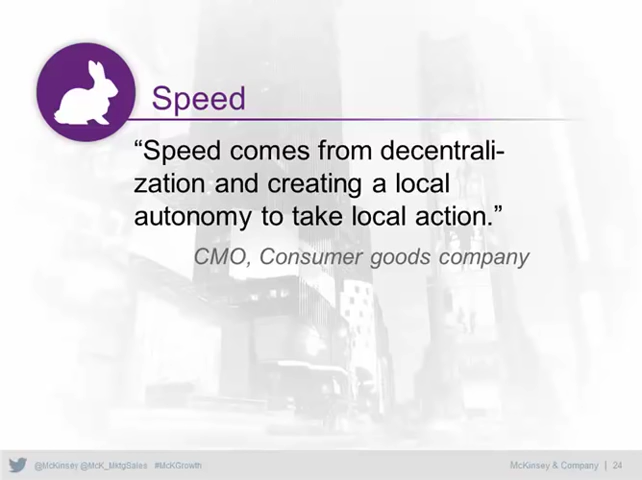 Speed
“Speed comes from decentrali-
zation and creating a local
autonomy to take local action.”
CMO, Consumer goods company
@McKinsey @McK_MktgSales #McKGrowth
McKinsey & Company | 24